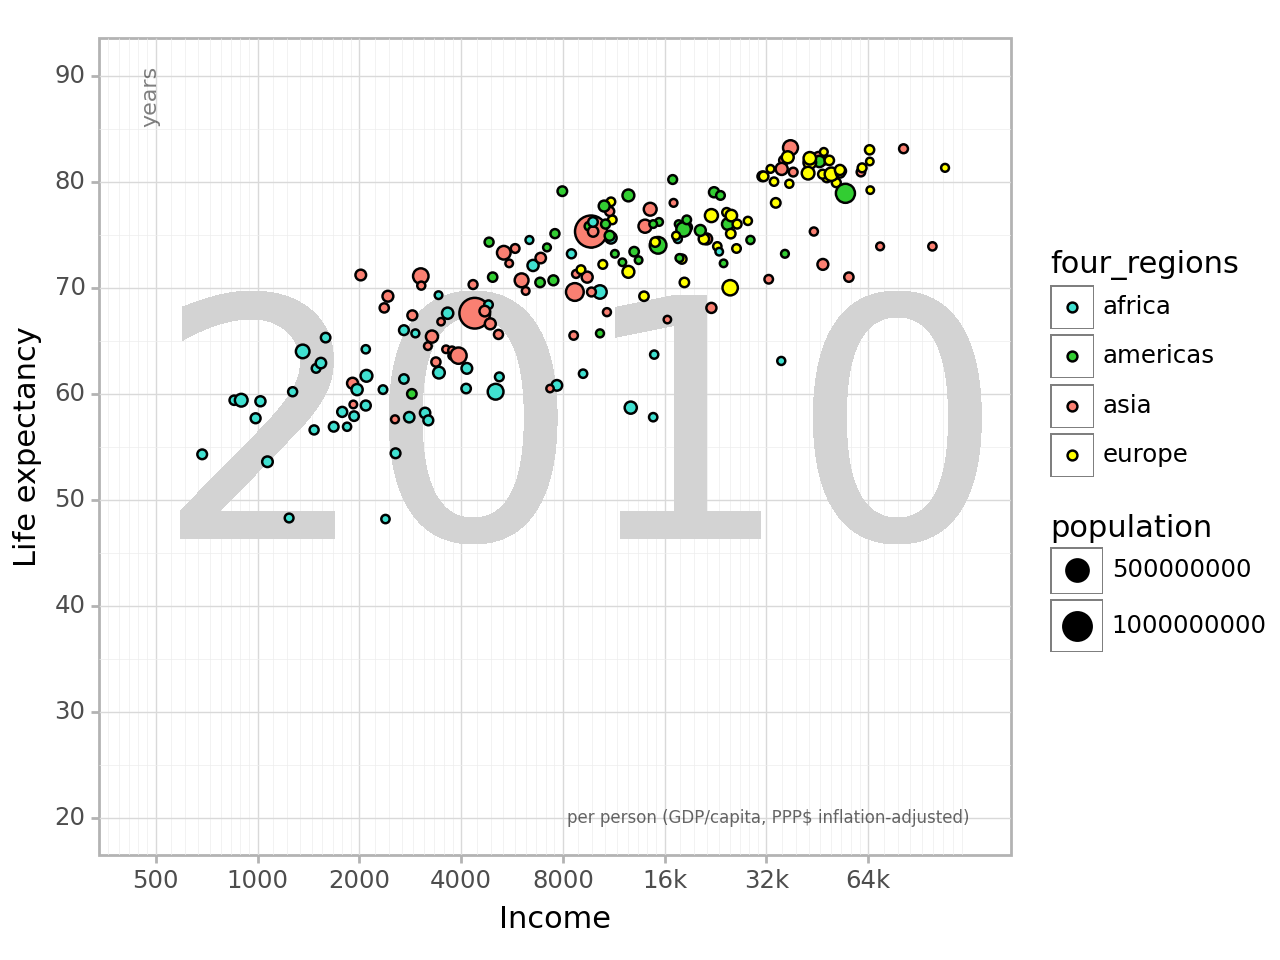 90
80
70
60
50
40
30
20
Life expectancy
years
2010
per person (GDP/capita, PPP$ inflation-adjusted)
500 1000 2000 4000 8000 16k 32k 64k
Income
four_regions
africa
americas
asia
europe
population
500000000
1000000000